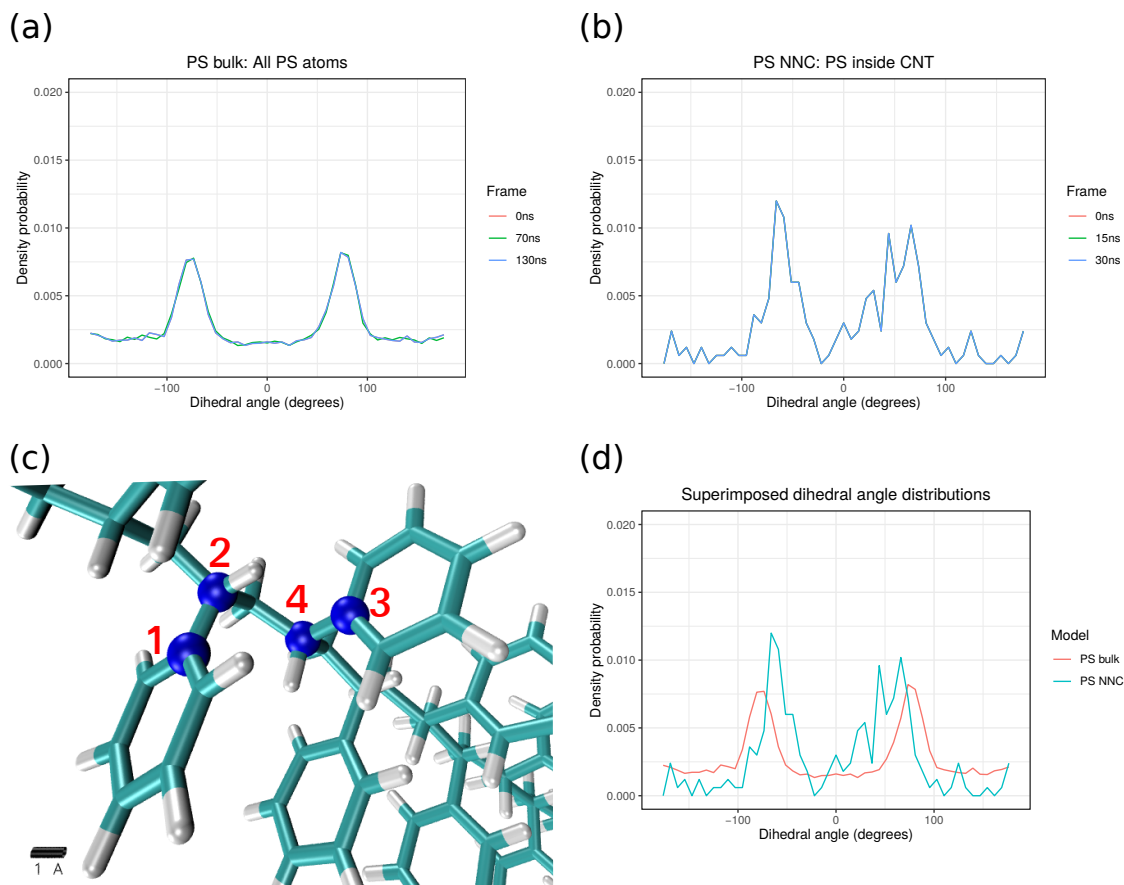 (a)
PS bulk: All PS atoms
0.020
0.015
0.010
0.005
0.000
Density probability
−100 0 100
Dihedral angle (degrees)
Frame
0ns
70ns
130ns
(b)
PS NNC: PS inside CNT
0.020
0.015
0.010
0.005
0.000
Density probability
−100 0 100
Dihedral angle (degrees)
Frame
0ns
15ns
30ns
(c)
2
4
3
1
1 A
(d)
Superimposed dihedral angle distributions
0.020
0.015
0.010
0.005
0.000
Density probability
−100 0 100
Dihedral angle (degrees)
Model
PS bulk
PS NNC